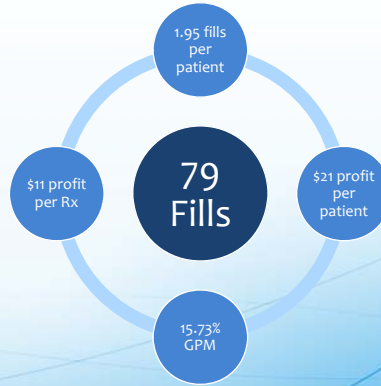 1.95 fills
per
patient
$11 profit
per Rx
79
Fills
$21 profit
per
patient
15.73%
GPM